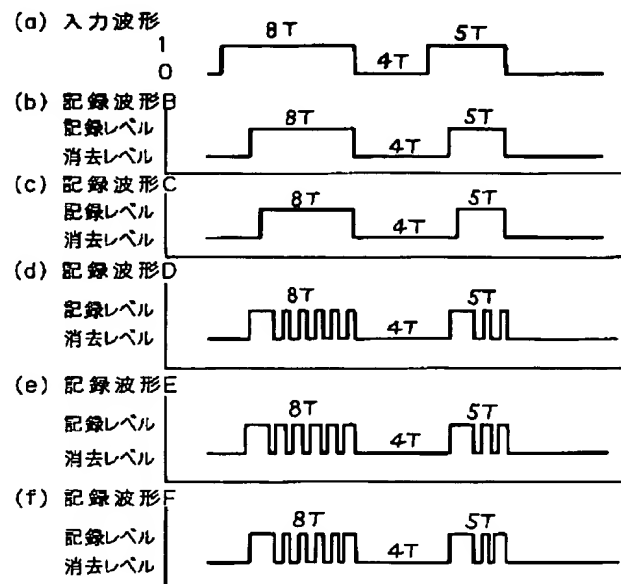 (a) 入力波形
8T
1
0
4T
5T
(b) 記録波形B
記録レベル
消去レベル
8T
4T
5T
(c) 記録波形C
記録レベル
消去レベル
8T
4T
5T
(d) 記録波形D
記録レベル
消去レベル
8T
4T
5T
(e) 記録波形E
記録レベル
消去レベル
8T
4T
5T
(f) 記録波形F
記録レベル
消去レベル
8T
4T
5T